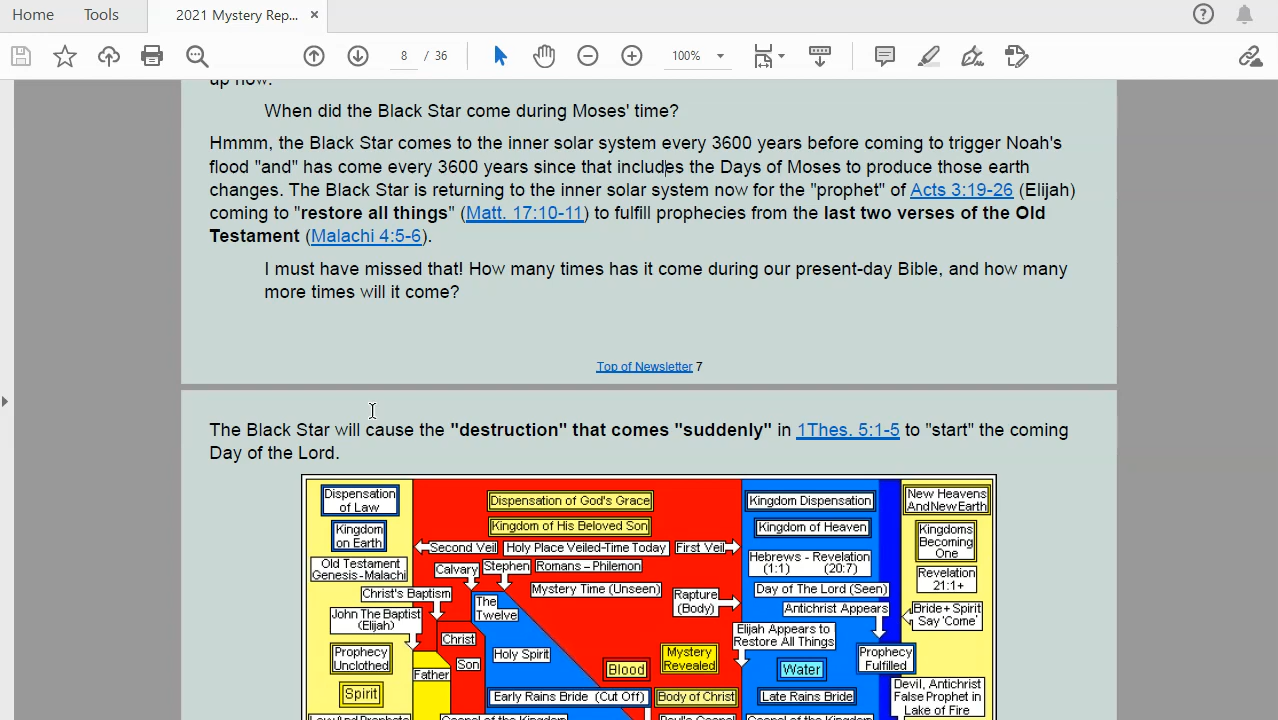 Home Tools 2021 Mystery Rep... ×
8 / 36 100%
When did the Black Star come during Moses' time?
Hmmm, the Black Star comes to the inner solar system every 3600 years before coming to trigger Noah's
flood "and" has come every 3600 years since that includes the Days of Moses to produce those earth
changes. The Black Star is returning to the inner solar system now for the "prophet" of Acts 3:19-26 (Elijah)
coming to "restore all things" (Matt. 17:10-11) to fulfill prophecies from the last two verses of the Old
Testament (Malachi 4:5-6).
I must have missed that! How many times has it come during our present-day Bible, and how many
more times will it come?
Top of Newsletter 7
The Black Star will cause the "destruction" that comes "suddenly" in 1Thes. 5:1-5 to "start" the coming
Day of the Lord.
Dispensation
of Law
Kingdom
on Earth
Old Testament
Genesis-Malachi
Christ's Baptism
John The Baptist
(Elijah)
Prophecy
Unclothed
Spirit
Father
Dispensation of God's Grace
Kingdom of His Beloved Son
Second Veil
Holy Place Veiled-Time Today
First Veil
Calvary
Stephen
Romans – Philemon
Mystery Time (Unseen)
Rapture
(Body)
The
Twelve
Christ
Son
Holy Spirit
Blood
Mystery
Revealed
Early Rains Bride (Cut Off)
Body of Christ
Kingdom Dispensation
Kingdom of Heaven
Hebrews - Revelation
(1:1) (20:7)
Day of The Lord (Seen)
Antichrist Appears
Elijah Appears to
Restore All Things
Water
Prophecy
Fulfilled
Late Rains Bride
New Heavens
And New Earth
Kingdoms
Becoming
One
Revelation
21:1+
Bride + Spirit
Say 'Come'
Devil, Antichrist
False Prophet in
Lake of Fire